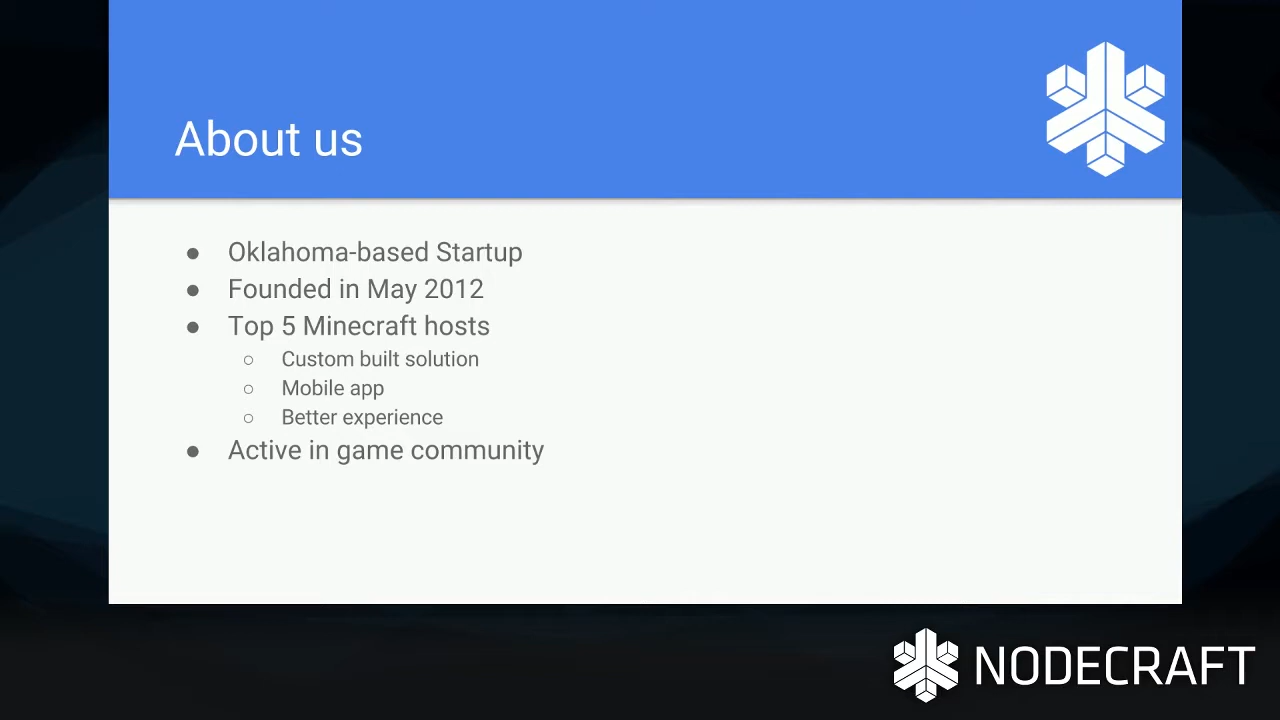 About us
● Oklahoma-based Startup
● Founded in May 2012
● Top 5 Minecraft hosts
○ Custom built solution
○ Mobile app
○ Better experience
● Active in game community
NODECRAFT